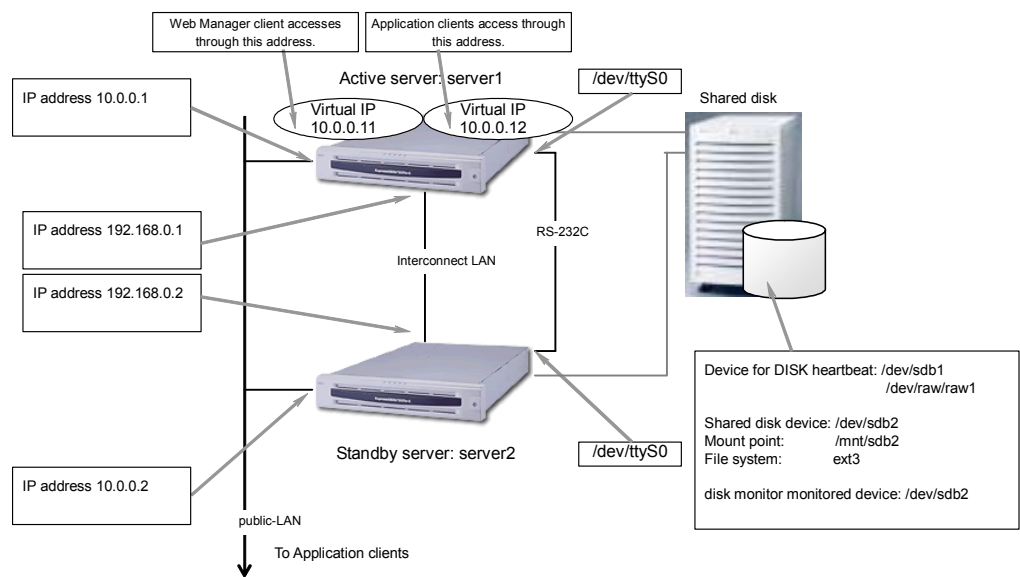 Web Manager client accesses
through this address.
Application clients access through
this address.
Active server: server1
/dev/ttyS0
IP address 10.0.0.1
Virtual IP
10.0.0.11
Virtual IP
10.0.0.12
Shared disk
IP address 192.168.0.1
RS-232C
Interconnect LAN
IP address 192.168.0.2
Device for DISK heartbeat: /dev/sdb1
/dev/raw/raw1
Shared disk device: /dev/sdb2
Mount point: /mnt/sdb2
File system: ext3
disk monitor monitored device: /dev/sdb2
Standby server: server2
/dev/ttyS0
IP address 10.0.0.2
public-LAN
To Application clients